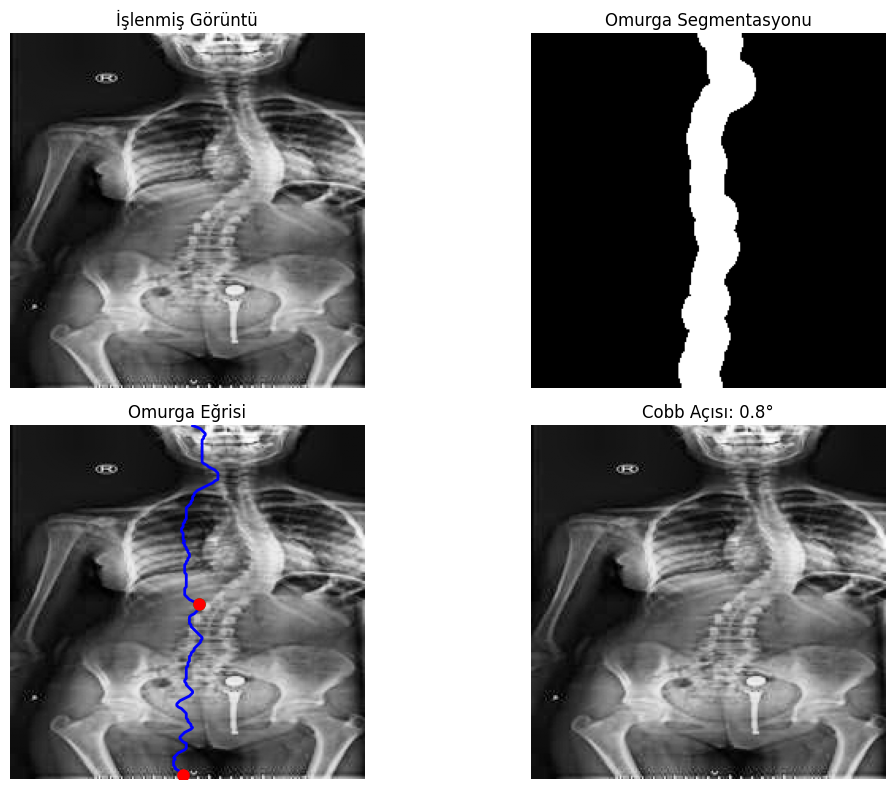 İşlenmiş Görüntü
Omurga Segmentasyonu
R
Omurga Eğrisi
Cobb Açısı: 0.8°
R
R